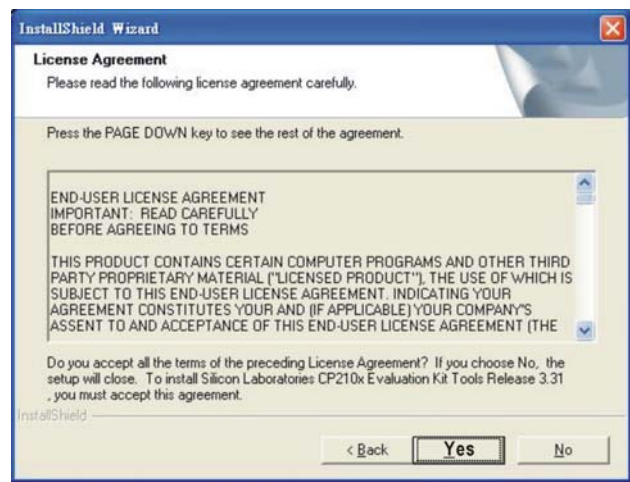 InstallShield Wizard
License Agreement
Please read the following license agreement carefully.
Press the PAGE DOWN key to see the rest of the agreement.
END-USER LICENSE AGREEMENT
IMPORTANT: READ CAREFULLY
BEFORE AGREEING TO TERMS
THIS PRODUCT CONTAINS CERTAIN COMPUTER PROGRAMS AND OTHER THIRD
PARTY PROPRIETARY MATERIAL ("LICENSED PRODUCT"), THE USE OF WHICH IS
SUBJECT TO THIS END-USER LICENSE AGREEMENT. INDICATING YOUR
AGREEMENT CONSTITUTES YOUR AND (IF APPLICABLE) YOUR COMPANY'S
ASSENT TO AND ACCEPTANCE OF THIS END-USER LICENSE AGREEMENT (THE
Do you accept all the terms of the preceding License Agreement? If you choose No, the
setup will close. To install Silicon Laboratories CP210x Evaluation Kit Tools Release 3.31
, you must accept this agreement.
InstallShield
< Back Yes No